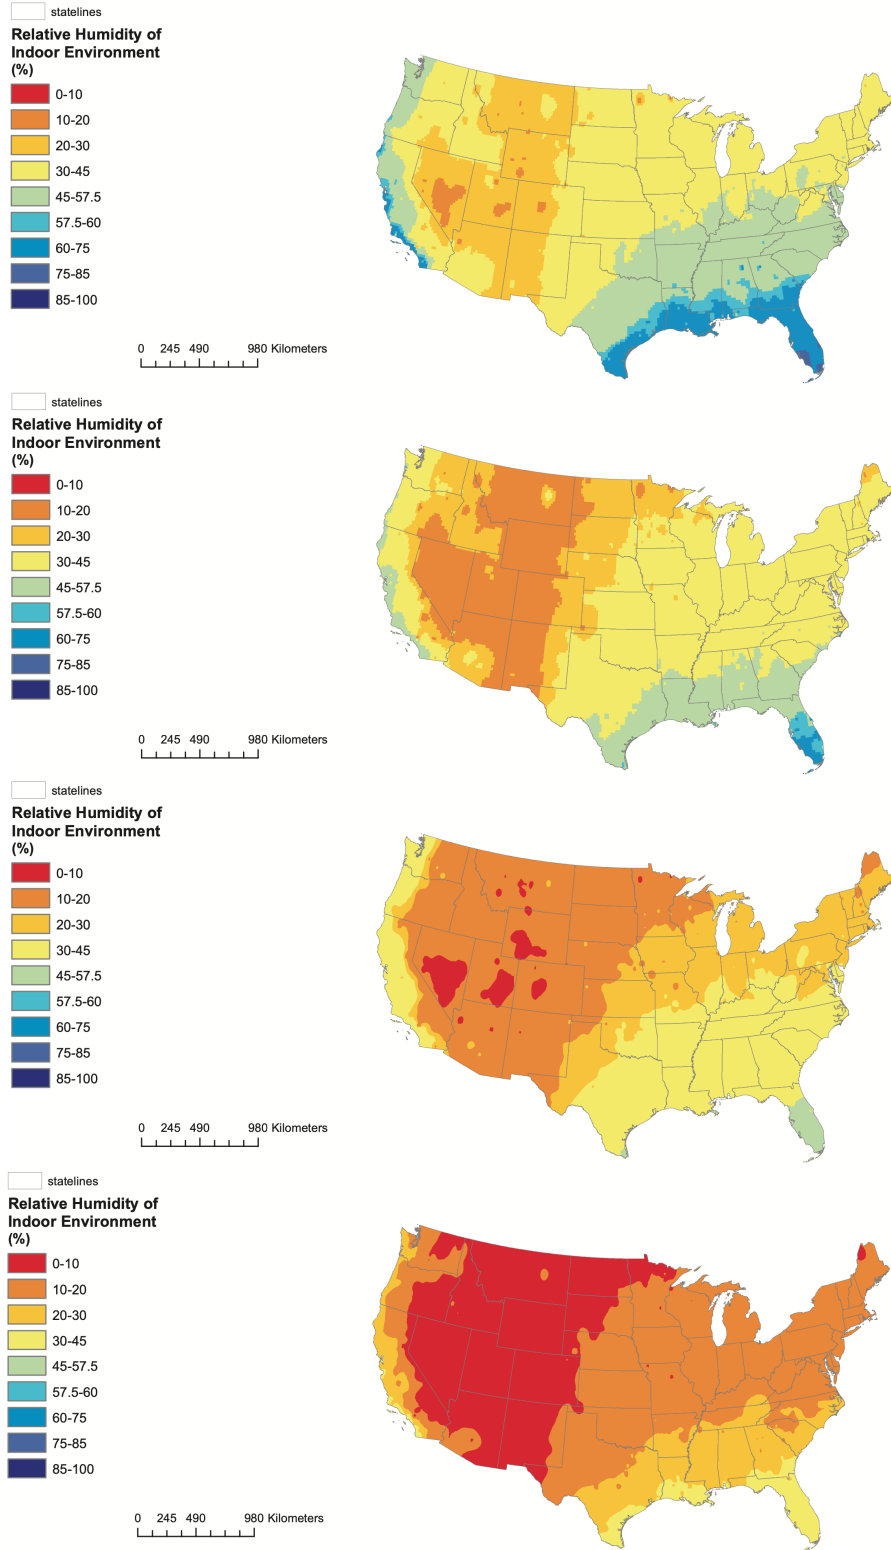 statelines
Relative Humidity of
Indoor Environment
(%)
0-10
10-20
20-30
30-45
45-57.5
57.5-60
60-75
75-85
85-100
0 245 490 980 Kilometers
statelines
Relative Humidity of
Indoor Environment
(%)
0-10
10-20
20-30
30-45
45-57.5
57.5-60
60-75
75-85
85-100
0 245 490 980 Kilometers
statelines
Relative Humidity of
Indoor Environment
(%)
0-10
10-20
20-30
30-45
45-57.5
57.5-60
60-75
75-85
85-100
0 245 490 980 Kilometers
statelines
Relative Humidity of
Indoor Environment
(%)
0-10
10-20
20-30
30-45
45-57.5
57.5-60
60-75
75-85
85-100
0 245 490 980 Kilometers